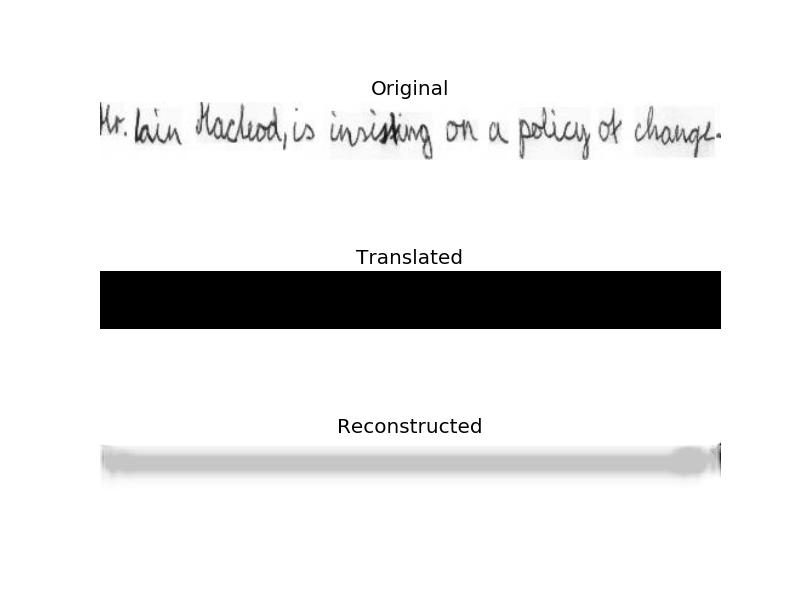 Original
Mr. Iain Macleod, is insisting on a policy of change.
Translated
Reconstructed